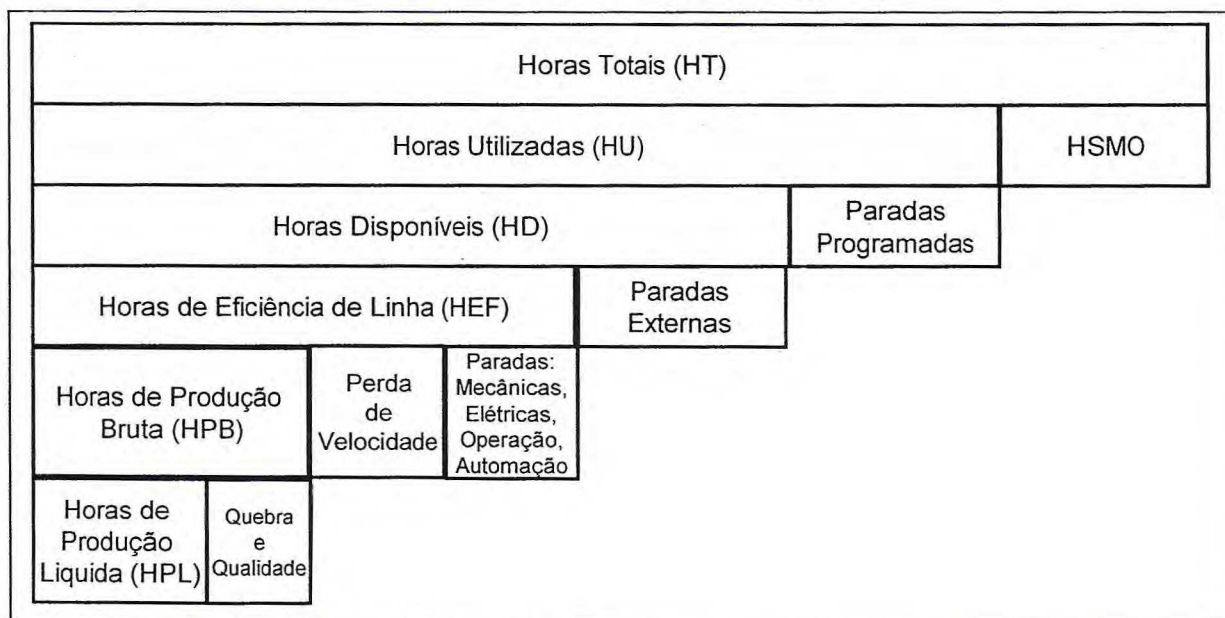 Horas Totais (HT)
Horas Utilizadas (HU)
HSMO
Horas Disponíveis (HD)
Paradas
Programadas
Horas de Eficiência de Linha (HEF)
Paradas
Externas
Horas de Produção
Bruta (HPB)
Perda
de
Velocidade
Paradas:
Mecânicas,
Elétricas,
Operação,
Automação
Horas de
Produção
Liquida (HPL)
Quebra
e
Qualidade